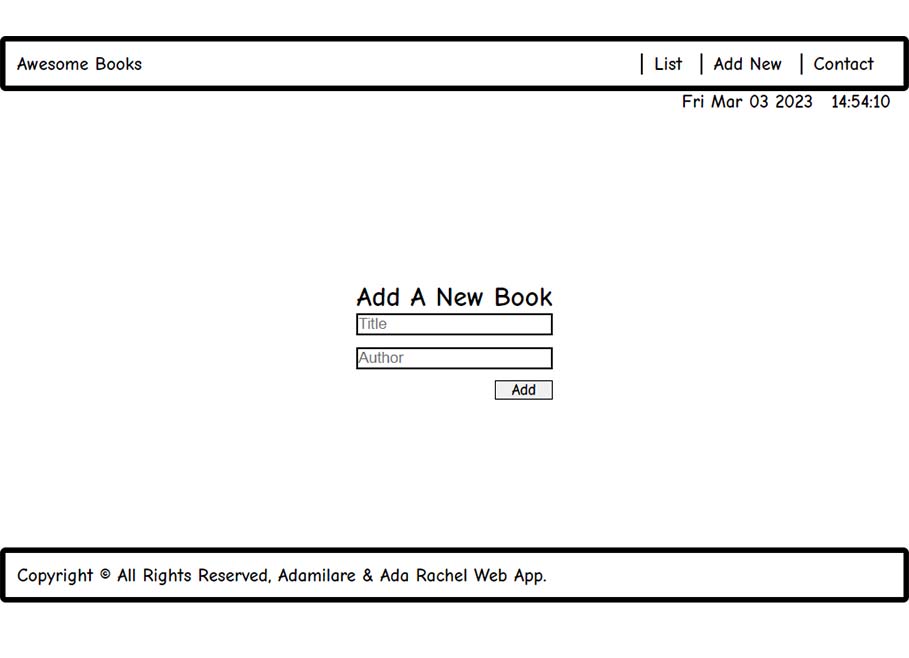 Awesome Books | List | Add New | Contact
Fri Mar 03 2023 14:54:10
Add A New Book
Title
Author
Add
Copyright © All Rights Reserved, Adamilare & Ada Rachel Web App.